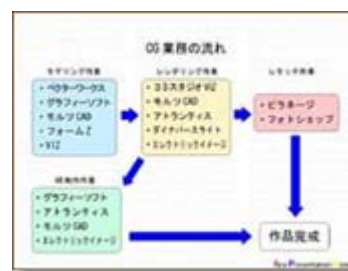 CG業務の流れ
モデリング作業
・ベクターワークス
・グラフィーソフト
・モルツCAD
・フォームZ
・VIZ
レンダリング作業
・3DスタジオVIZ
・モルツCAD
・アトランティス
・ダイナパースライト
・エレクトリックイメージ
レタッチ作業
・ピラネージ
・フォトショップ
・グラフィーソフト
・アトランティス
・モルツCAD
・エレクトリックイメージ
作品完成